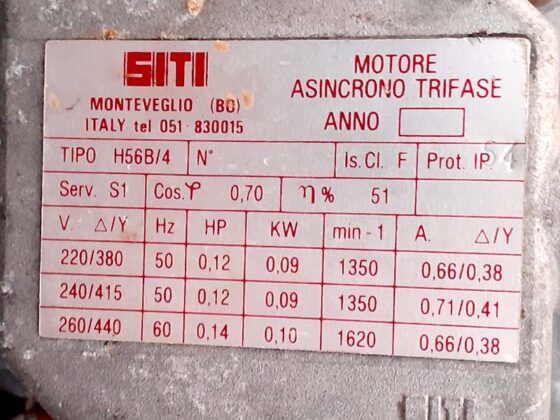 SITI
MONTEVEGLIO (BO)
ITALY tel 051-830015
MOTORE
ASINCRONO TRIFASE
ANNO
TIPO H56B/4 N° Is. Cl. F Prot. IP. 54
Serv. S1 Cos. φ 0,70 η % 51
V. △/Y Hz HP KW min-1 A. △/Y
220/380 50 0,12 0,09 1350 0,66/0,38
240/415 50 0,12 0,09 1350 0,71/0,41
260/440 60 0,14 0,10 1620 0,66/0,38
SITI